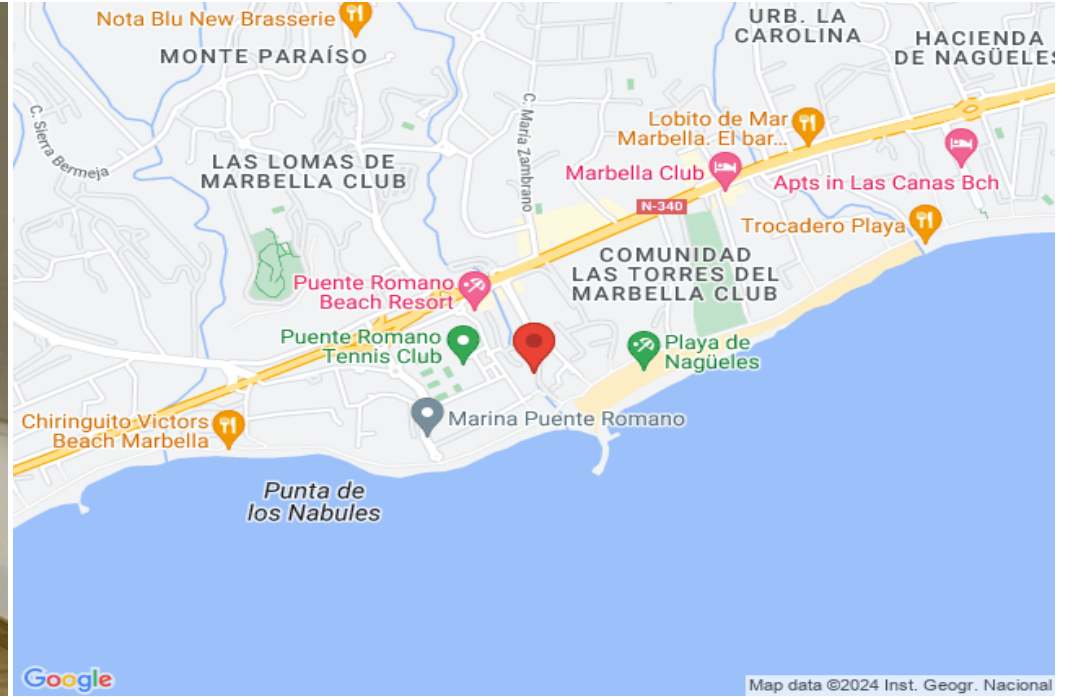 Nota Blu New Brasserie
MONTE PARAÍSO
URB. LA
CAROLINA
HACIENDA
DE NAGÜELES
C. Sierra Bermeja
C. María Zambrano
LAS LOMAS DE
MARBELLA CLUB
Lobito de Mar
Marbella. El bar...
Marbella Club
Apts in Las Canas Bch
N-340
Trocadero Playa
COMUNIDAD
LAS TORRES DEL
MARBELLA CLUB
Puente Romano
Beach Resort
Puente Romano
Tennis Club
Playa de
Nagüeles
Marina Puente Romano
Chiringuito Victors
Beach Marbella
Punta de
los Nabules
Google
Map data ©2024 Inst. Geogr. Nacional